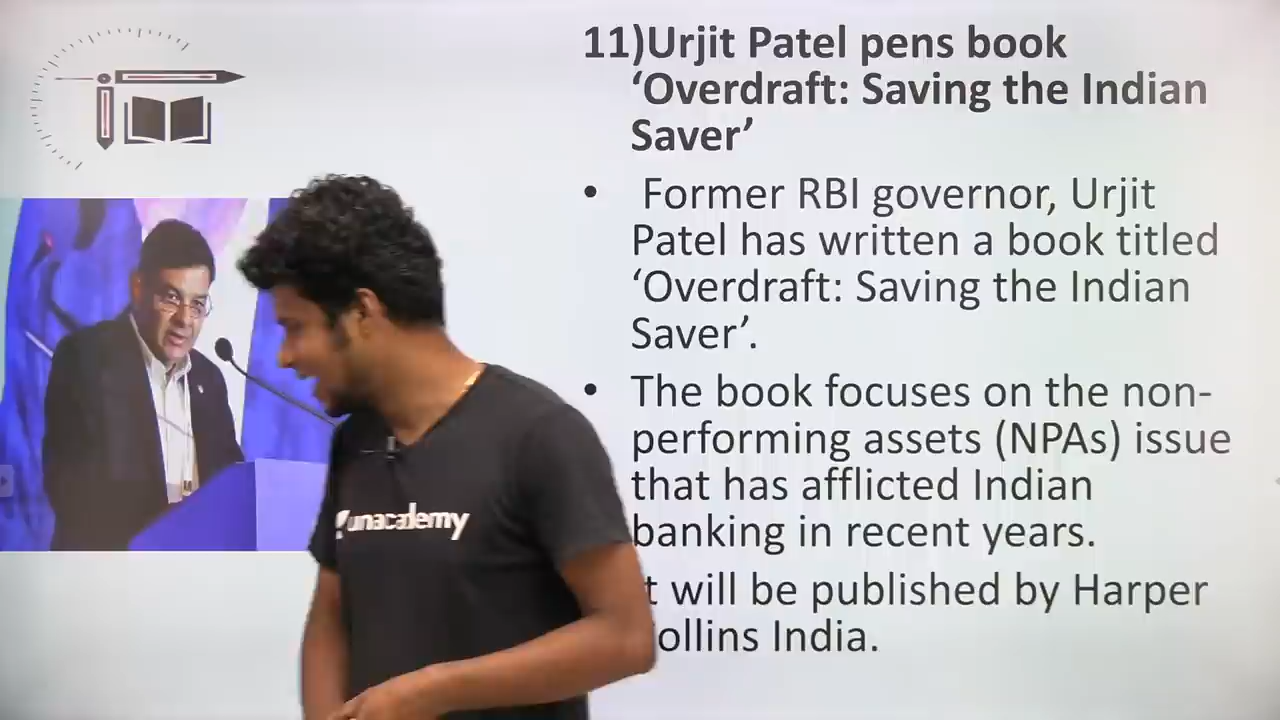 11)Urjit Patel pens book
‘Overdraft: Saving the Indian
Saver’
• Former RBI governor, Urjit
Patel has written a book titled
‘Overdraft: Saving the Indian
Saver’.
• The book focuses on the non-
performing assets (NPAs) issue
that has afflicted Indian
banking in recent years.
t will be published by Harper
ollins India.
unacademy